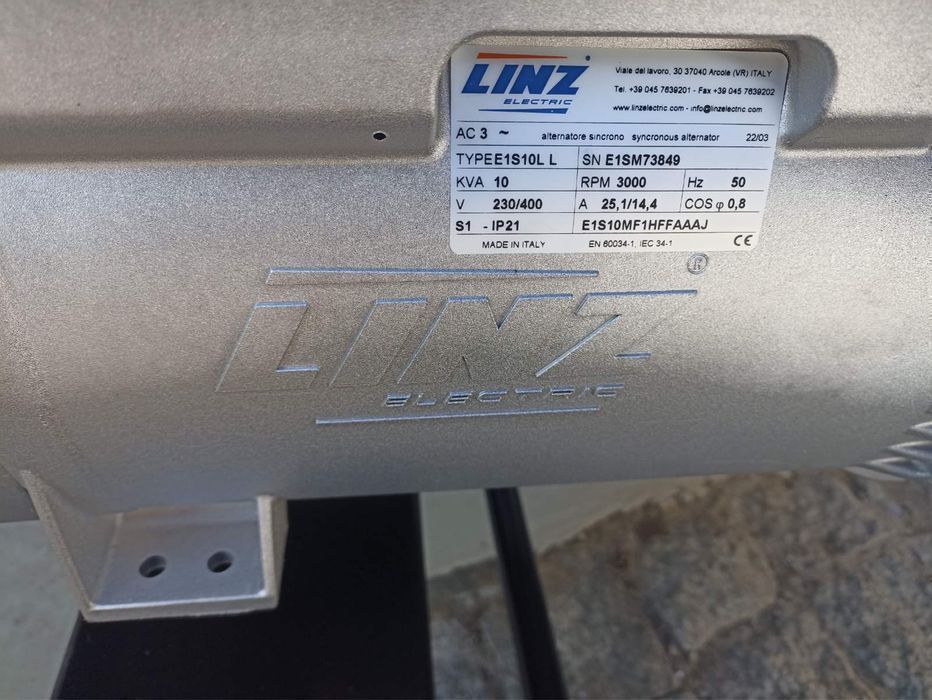 LINZ
ELECTRIC
Viale del lavoro, 30 37040 Arcole (VR) ITALY
Tel. +39 045 7639201 - Fax +39 045 7639202
www.linzelectric.com - info@linzelectric.com
AC 3 ~ alternatore sincrono syncronous alternator 22/03
TYPE E1S10L L SN E1SM73849
KVA 10 RPM 3000 Hz 50
V 230/400 A 25,1/14,4 COS φ 0,8
S1 - IP21 E1S10MF1HFFAAAJ
MADE IN ITALY EN 60034-1, IEC 34-1 CE
LINZ ®
ELECTRIC